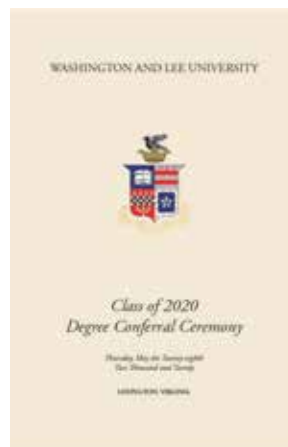 WASHINGTON AND LEE UNIVERSITY
Class of 2020
Degree Conferral Ceremony
Thursday, May the Twenty-eighth
Two Thousand and Twenty
LEXINGTON, VIRGINIA